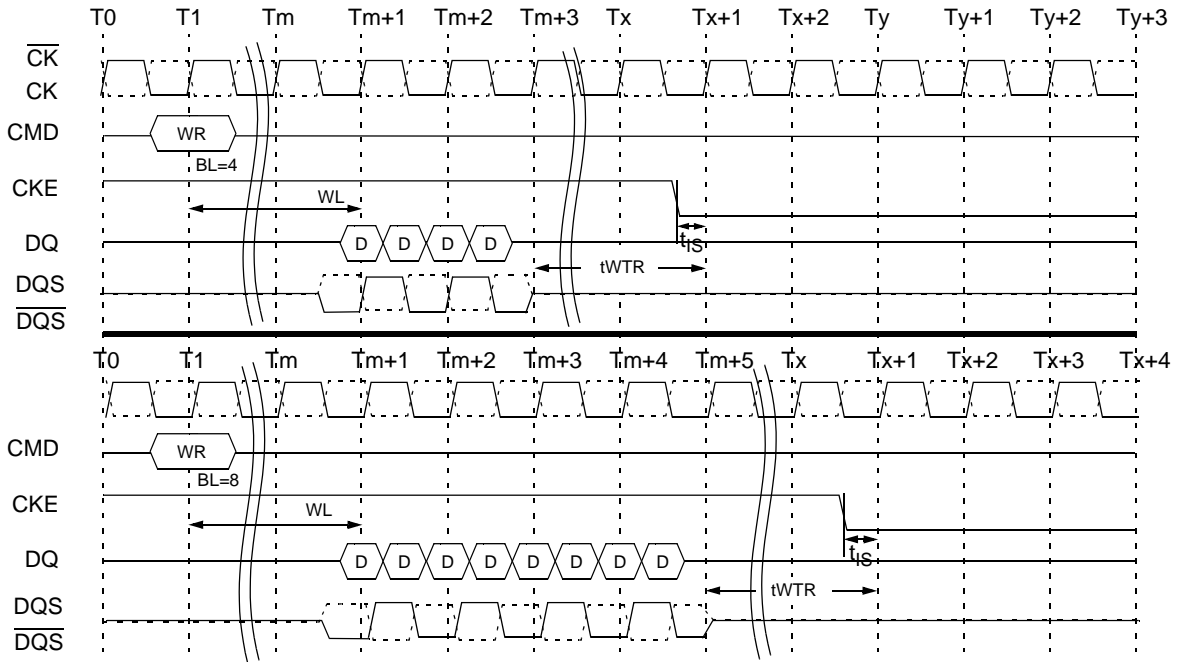 T0 T1 Tm Tm+1 Tm+2 Tm+3 Tx Tx+1 Tx+2 Ty Ty+1 Ty+2 Ty+3
CK
CK
CMD WR
BL=4
CKE
WL
DQ D D D D
tIS
tWTR
DQS
DQS
T0 T1 Tm Tm+1 Tm+2 Tm+3 Tm+4 Tm+5 Tx Tx+1 Tx+2 Tx+3 Tx+4
CMD WR
BL=8
CKE
WL
DQ D D D D D D D D
tIS
tWTR
DQS
DQS